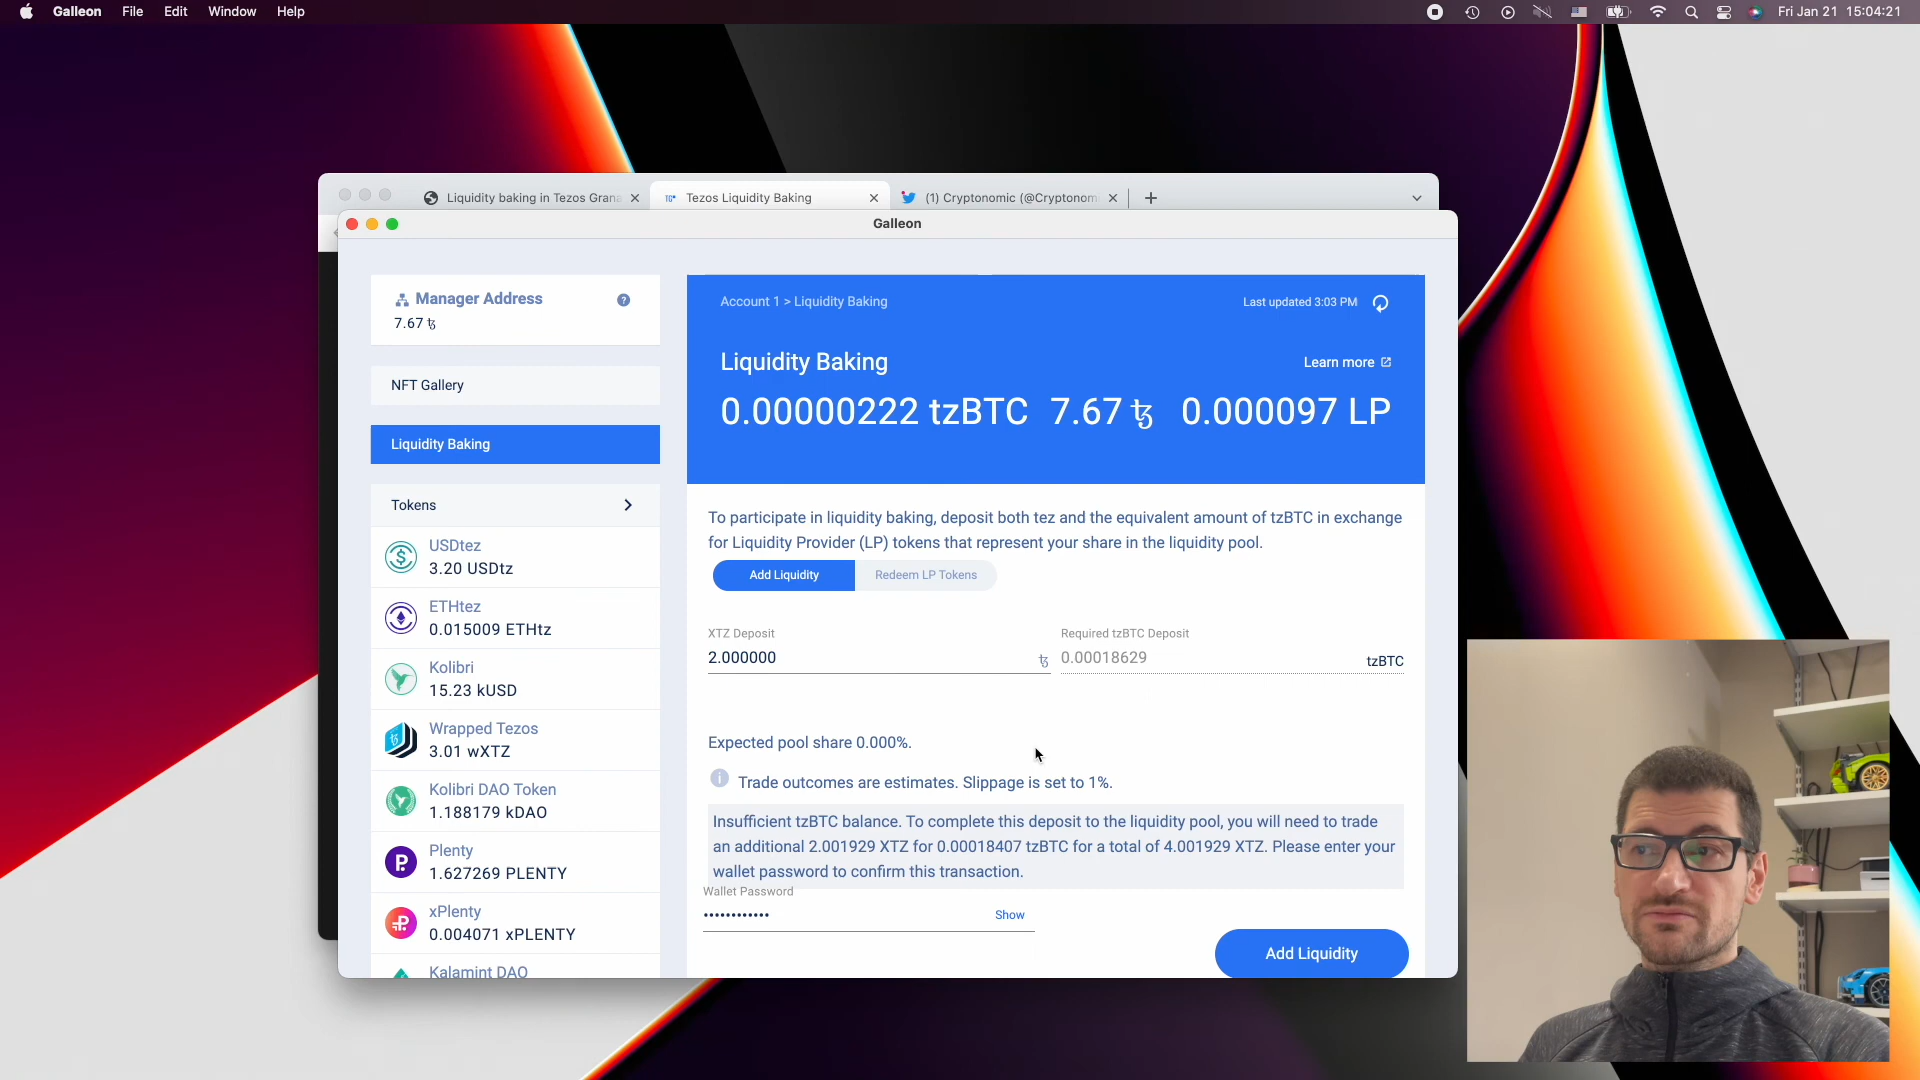 Galleon File Edit Window Help
Fri Jan 21 15:04:21
Liquidity baking in Tezos Grana
Tezos Liquidity Baking
(1) Cryptonomic (@Cryptonom
Galleon
Manager Address
7.67 ꜩ
NFT Gallery
Liquidity Baking
Tokens
USDtez
3.20 USDtz
ETHtez
0.015009 ETHtz
Kolibri
15.23 kUSD
Wrapped Tezos
3.01 wXTZ
Kolibri DAO Token
1.188179 kDAO
Plenty
1.627269 PLENTY
xPlenty
0.004071 xPLENTY
Kalamint DAO
Account 1 > Liquidity Baking
Last updated 3:03 PM
Liquidity Baking
Learn more
0.00000222 tzBTC 7.67 ꜩ 0.000097 LP
To participate in liquidity baking, deposit both tez and the equivalent amount of tzBTC in exchange
for Liquidity Provider (LP) tokens that represent your share in the liquidity pool.
Add Liquidity
Redeem LP Tokens
XTZ Deposit
Required tzBTC Deposit
2.000000 ꜩ
0.00018629 tzBTC
Expected pool share 0.000%.
Trade outcomes are estimates. Slippage is set to 1%.
Insufficient tzBTC balance. To complete this deposit to the liquidity pool, you will need to trade
an additional 2.001929 XTZ for 0.00018407 tzBTC for a total of 4.001929 XTZ. Please enter your
wallet password to confirm this transaction.
Wallet Password
•••••••••••• Show
Add Liquidity